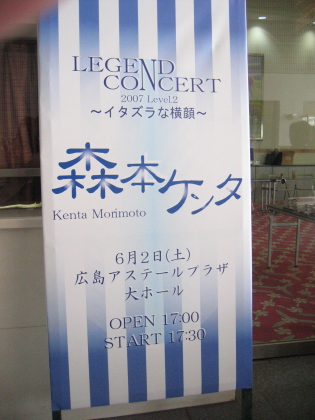 LEGEND
CONCERT
2007 Level.2
～イタズラな横顔～
森本ケンタ
Kenta Morimoto
6月2日(土)
広島アステールプラザ
大ホール
OPEN 17:00
START 17:30